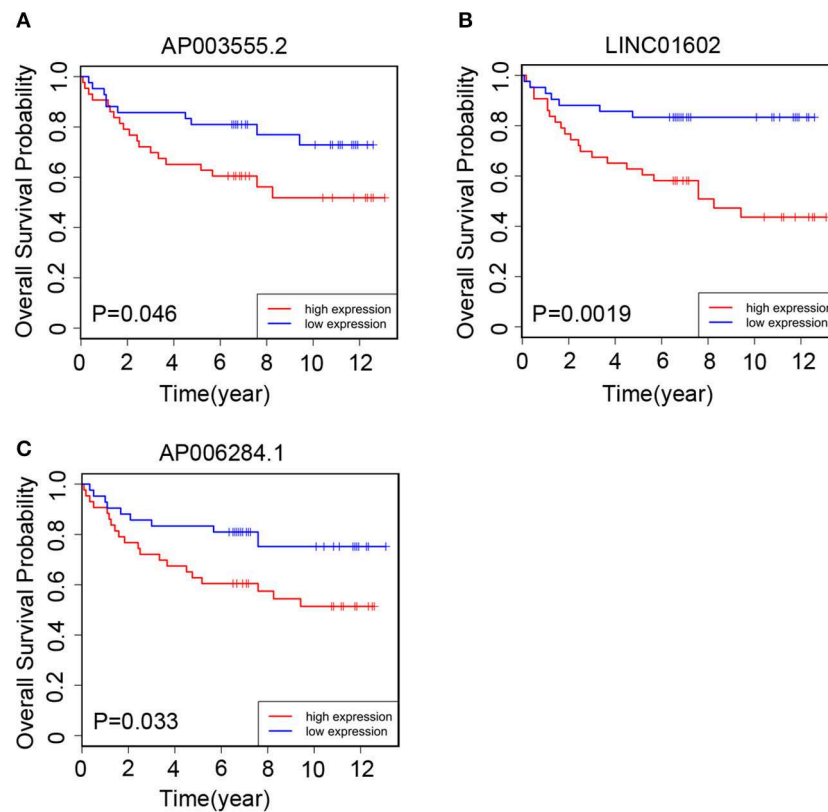 A
AP003555.2
Overall Survival Probability
1.0
0.8
0.6
0.4
0.2
0
P=0.046
high expression
low expression
0 2 4 6 8 10 12
Time(year)
B
LINC01602
Overall Survival Probability
1.0
0.8
0.6
0.4
0.2
0
P=0.0019
high expression
low expression
0 2 4 6 8 10 12
Time(year)
C
AP006284.1
Overall Survival Probability
1.0
0.8
0.6
0.4
0.2
0
P=0.033
high expression
low expression
0 2 4 6 8 10 12
Time(year)